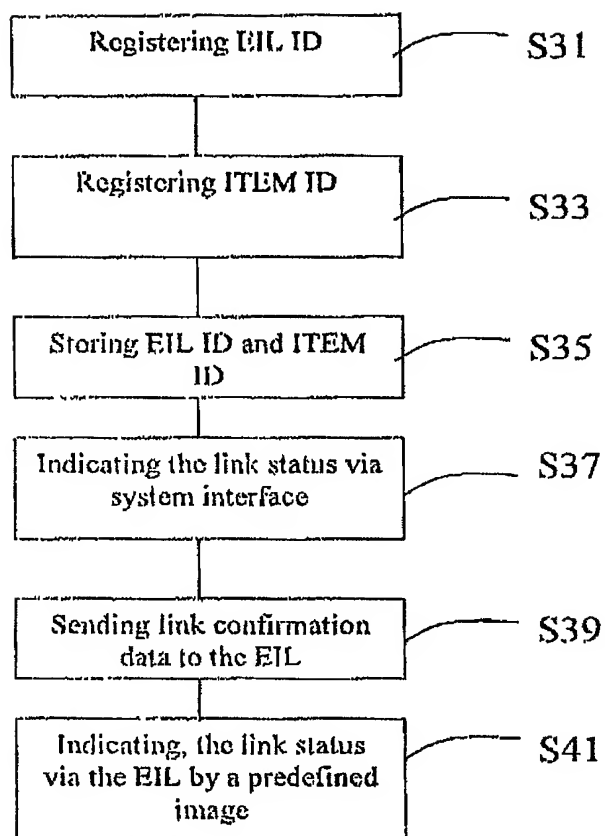 Registering EIL ID
S31
Registering ITEM ID
S33
Storing EIL ID and ITEM
ID
S35
Indicating the link status via
system interface
S37
Sending link confirmation
data to the EIL
S39
Indicating, the link status
via the EIL by a predefined
image
S41